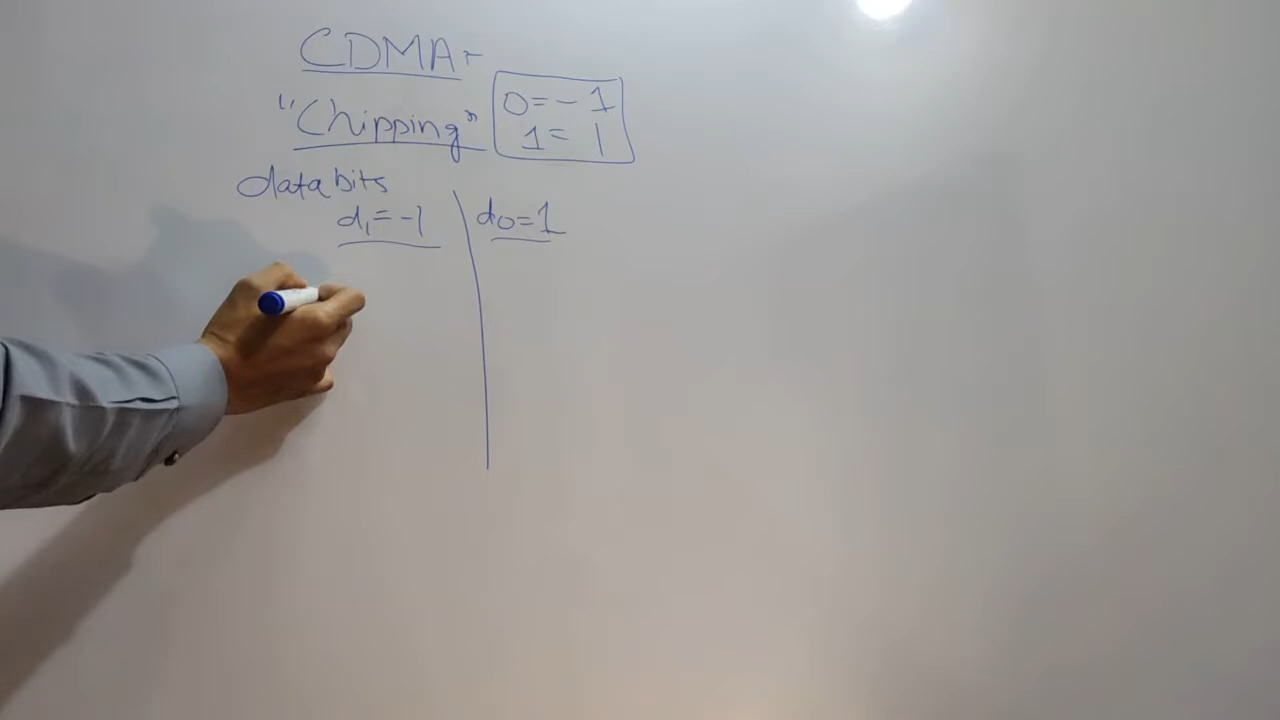 CDMA-
"Chipping"
0=-1
1=1
data bits
d₁=-1
d0=1